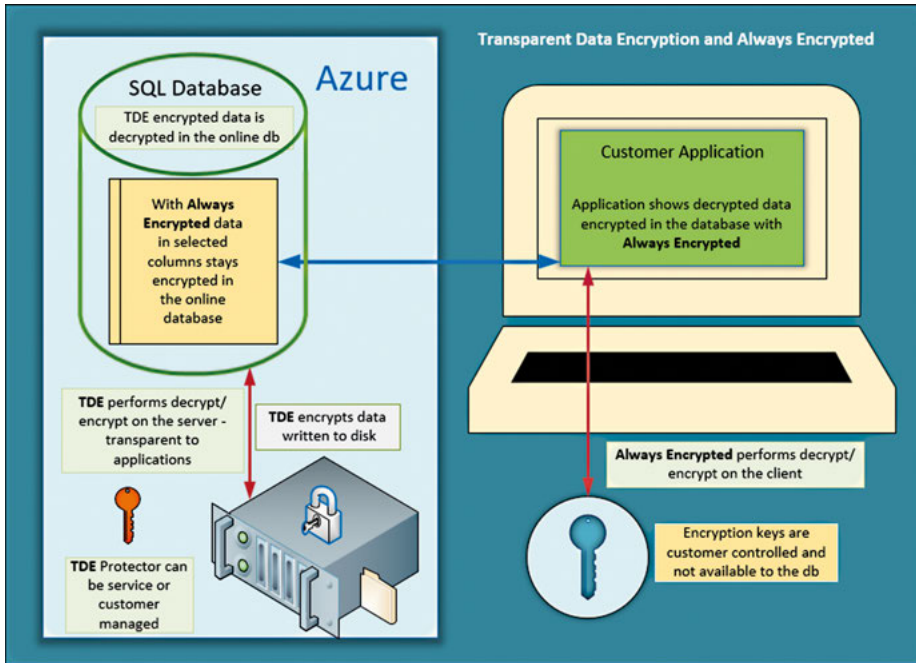 Transparent Data Encryption and Always Encrypted
Azure
SQL Database
TDE encrypted data is
decrypted in the online db
With Always
Encrypted data
in selected
columns stays
encrypted in
the online
database
TDE performs decrypt/
encrypt on the server -
transparent to
applications
TDE encrypts data
written to disk
TDE Protector can
be service or
customer
managed
Customer Application
Application shows decrypted data
encrypted in the database with
Always Encrypted
Always Encrypted performs decrypt/
encrypt on the client
Encryption keys are
customer controlled and
not available to the db